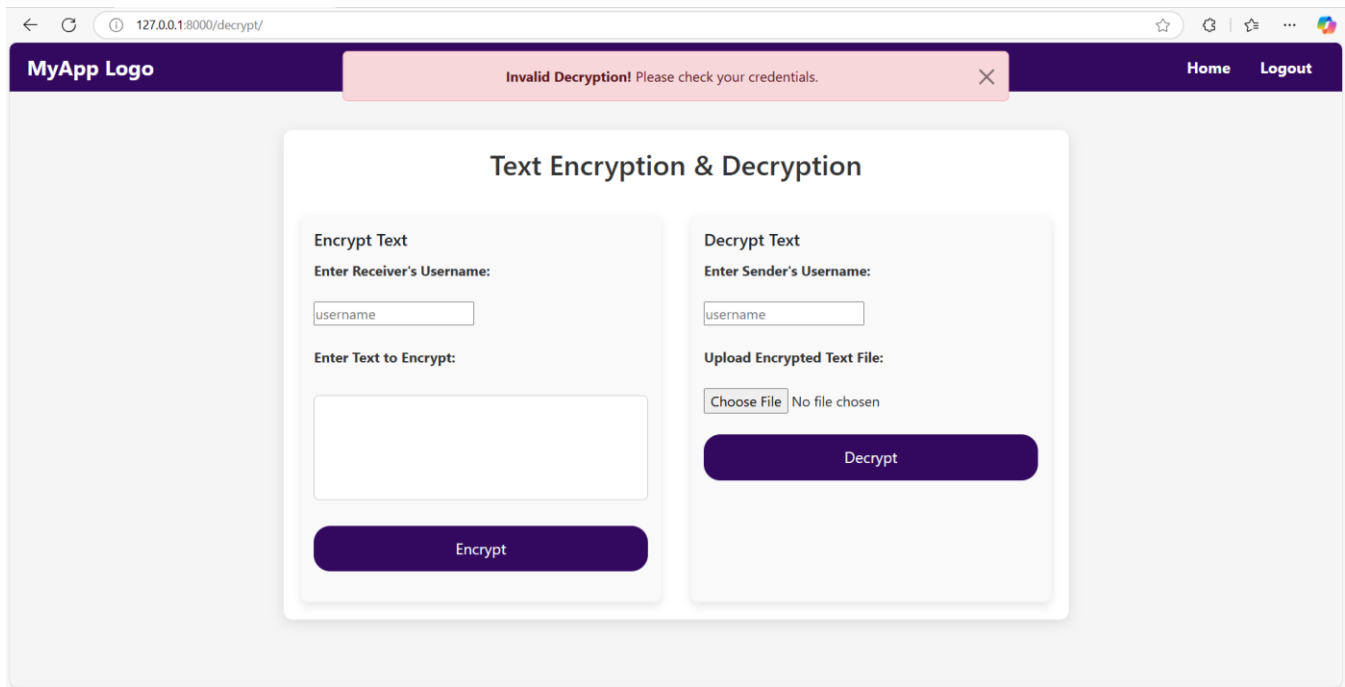 127.0.0.1:8000/decrypt/
MyApp Logo
Invalid Decryption! Please check your credentials.
Home Logout
Text Encryption & Decryption
Encrypt Text
Enter Receiver's Username:
username
Enter Text to Encrypt:
Encrypt
Decrypt Text
Enter Sender's Username:
username
Upload Encrypted Text File:
Choose File No file chosen
Decrypt